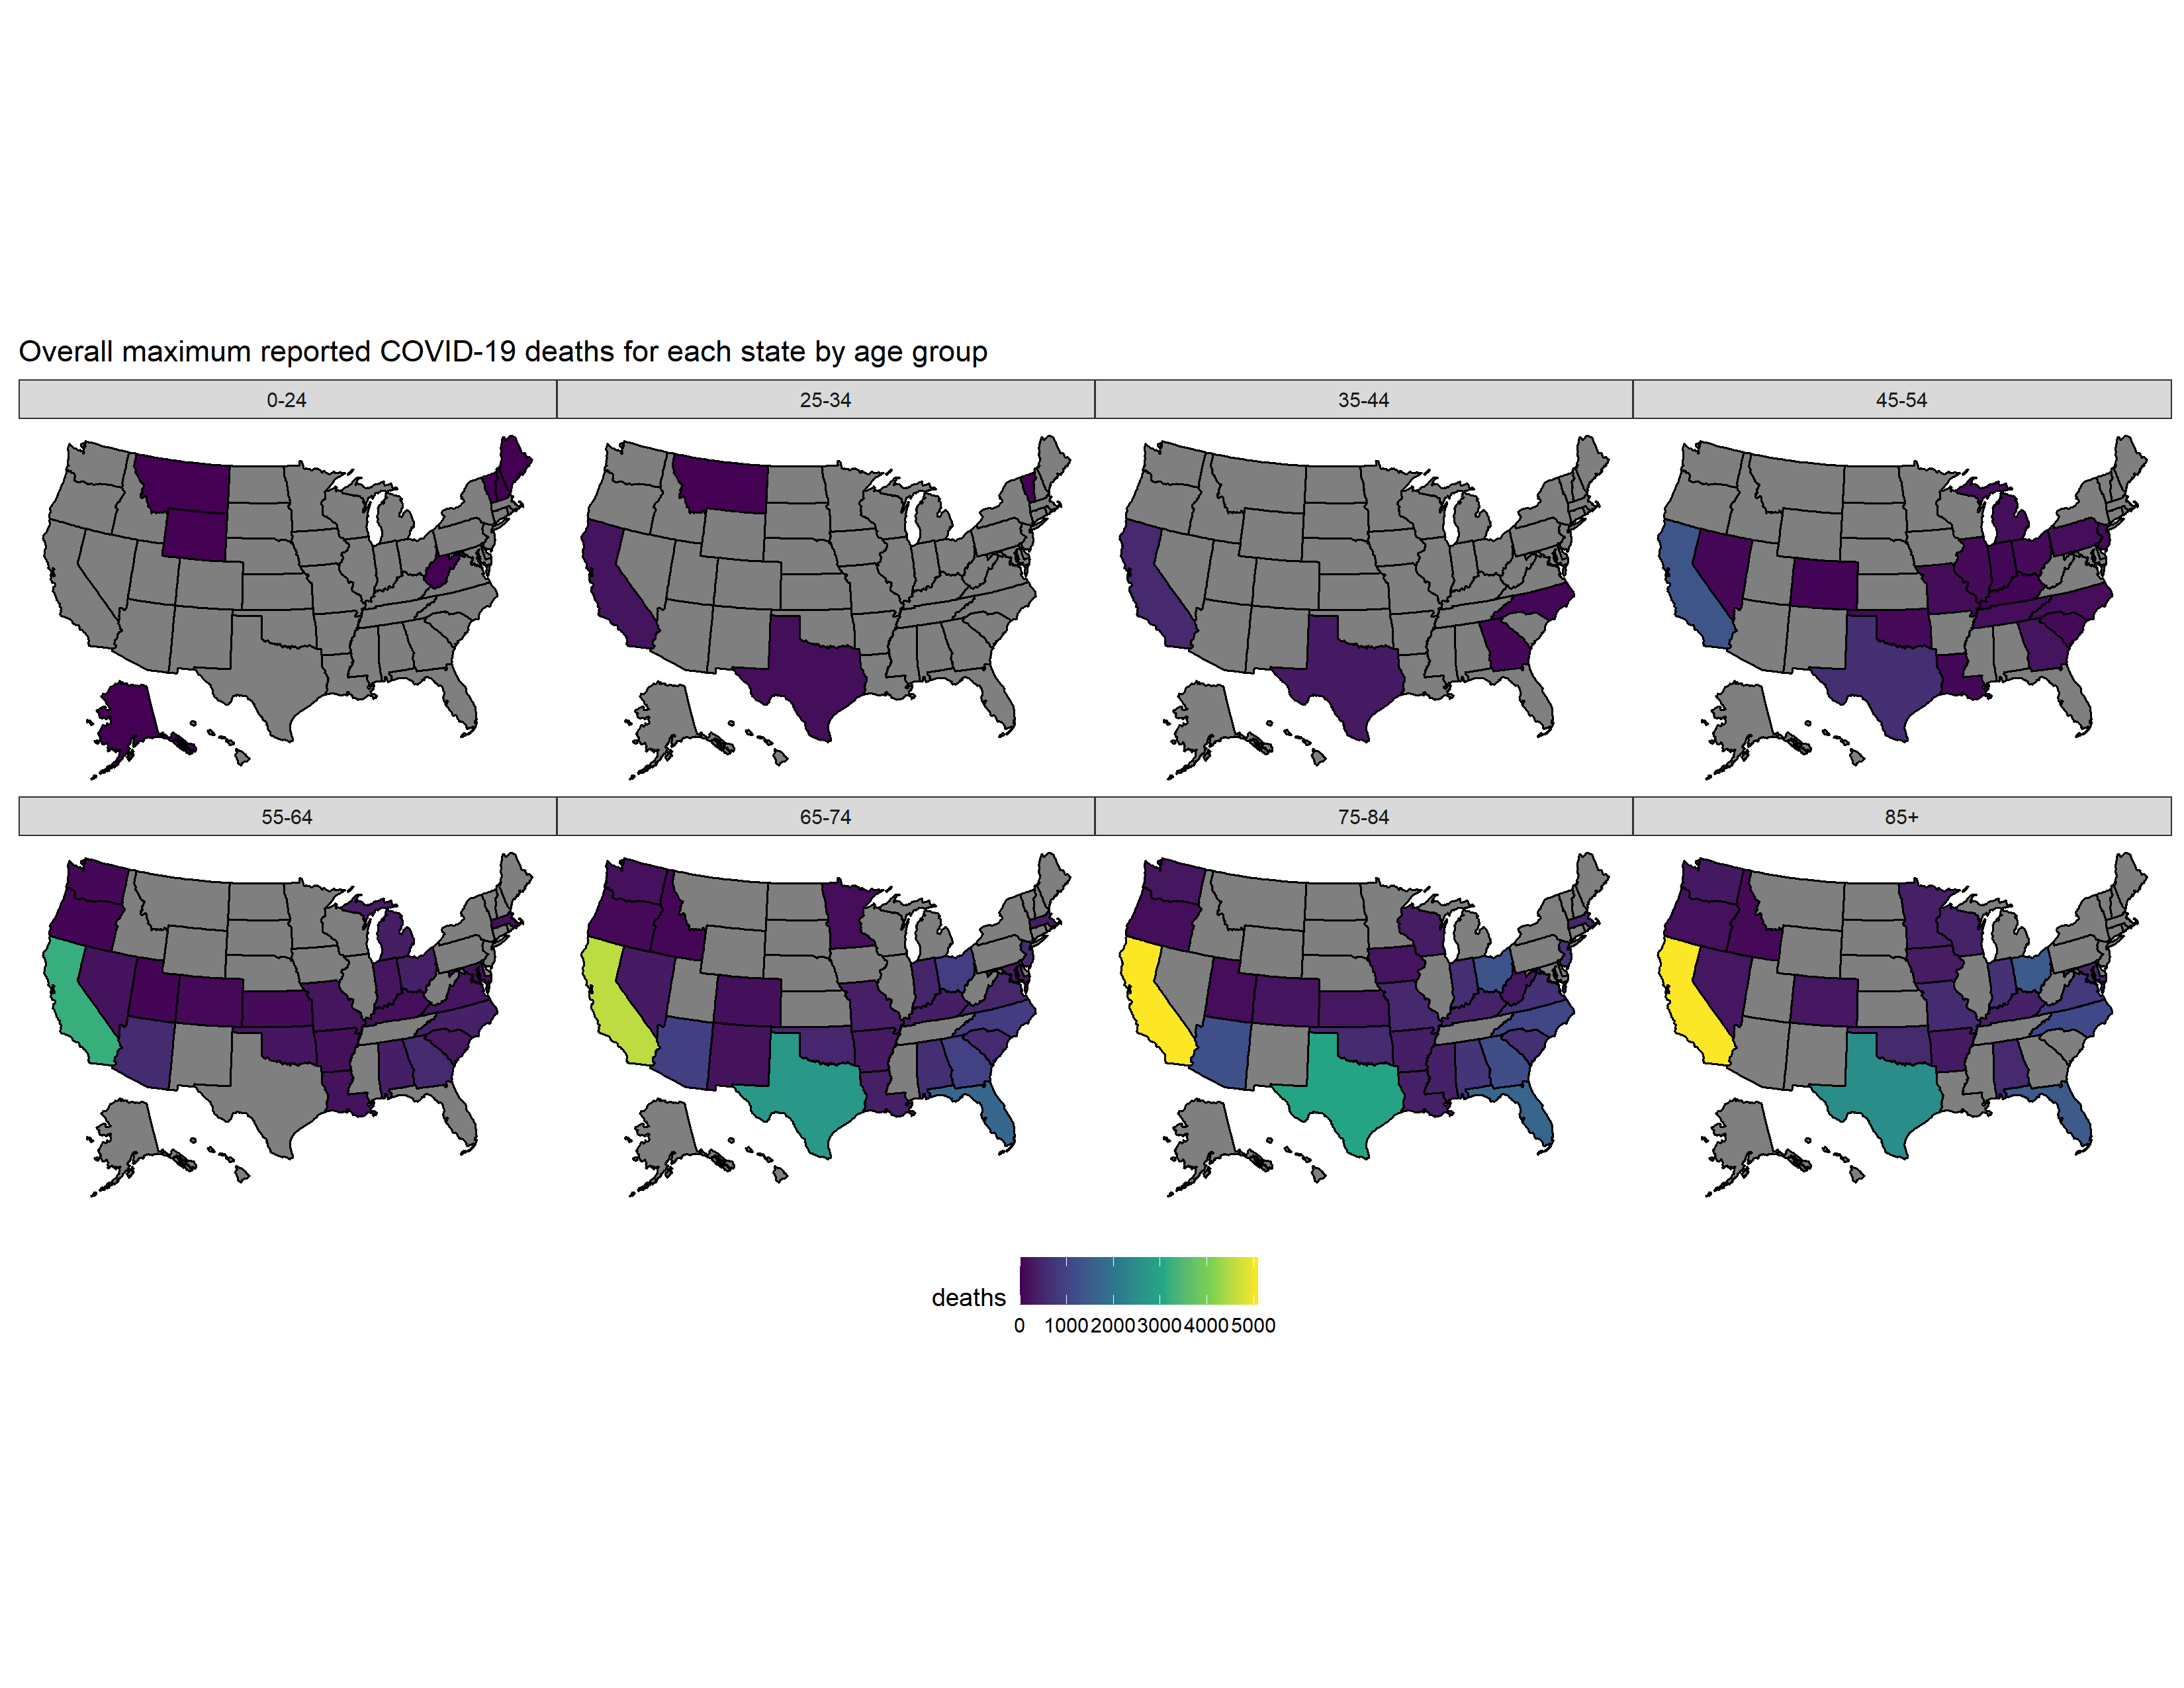 Overall maximum reported COVID-19 deaths for each state by age group
0-24 25-34 35-44 45-54
55-64 65-74 75-84 85+
deaths
0 1000 2000 3000 4000 5000